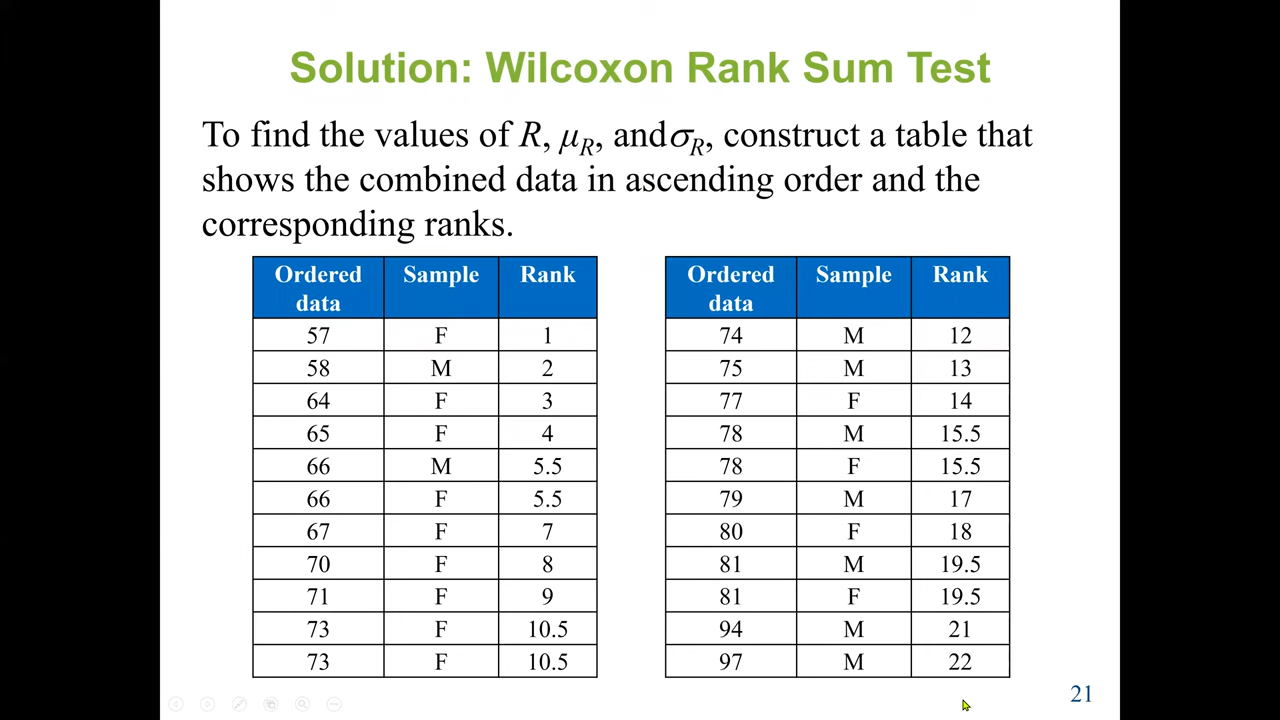 Solution: Wilcoxon Rank Sum Test
To find the values of R, μR, andσR, construct a table that
shows the combined data in ascending order and the
corresponding ranks.
Ordered data Sample Rank
57 F 1
58 M 2
64 F 3
65 F 4
66 M 5.5
66 F 5.5
67 F 7
70 F 8
71 F 9
73 F 10.5
73 F 10.5
Ordered data Sample Rank
74 M 12
75 M 13
77 F 14
78 M 15.5
78 F 15.5
79 M 17
80 F 18
81 M 19.5
81 F 19.5
94 M 21
97 M 22
21